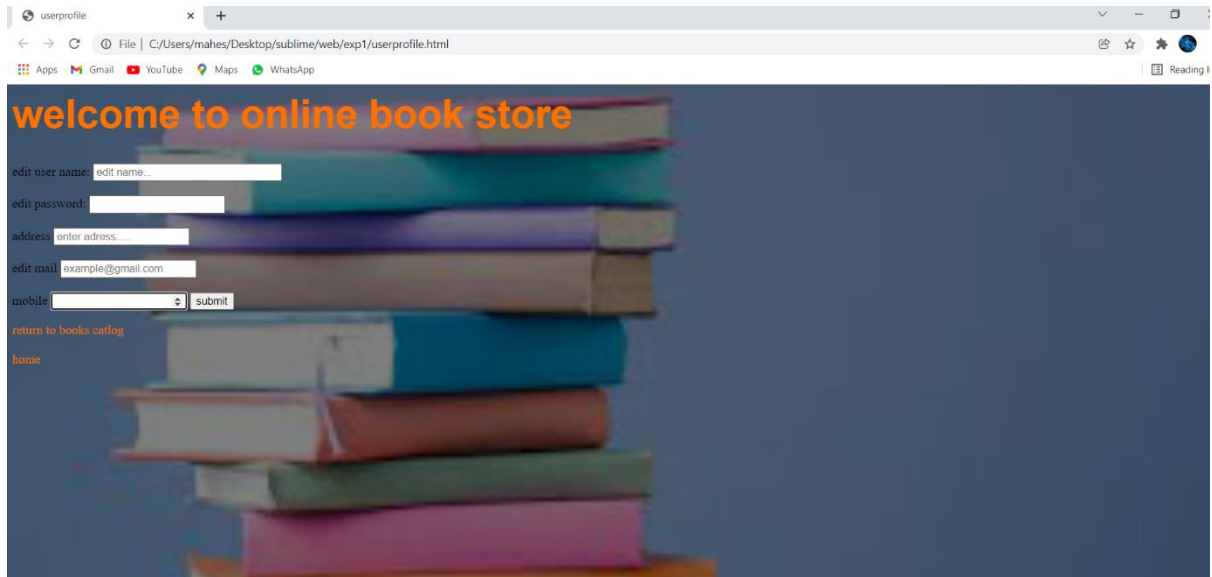 userprofile
File | C:/Users/mahes/Desktop/sublime/web/exp1/userprofile.html
Apps Gmail YouTube Maps WhatsApp Reading li
welcome to online book store
edit user name: edit name...
edit password:
address enter adress.....
edit mail example@gmail.com
mobile submit
return to books catlog
home